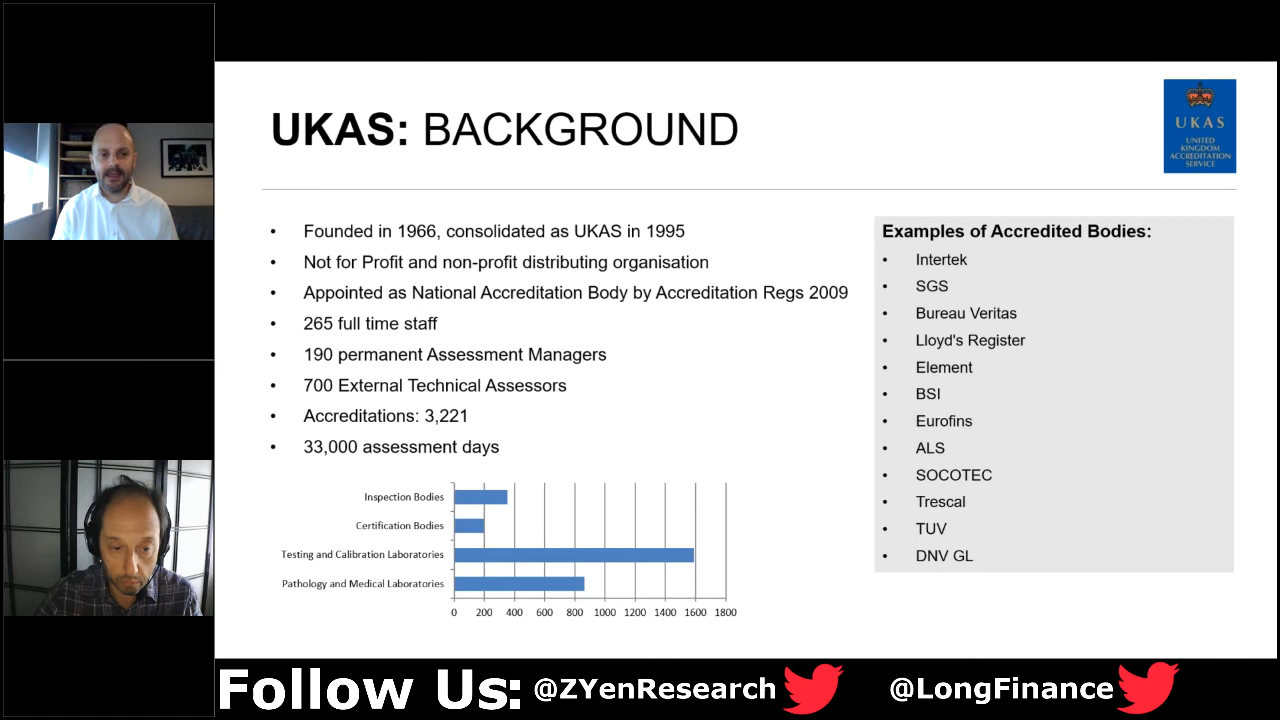 UKAS: BACKGROUND
UKAS
UNITED
KINGDOM
ACCREDITATION
SERVICE
• Founded in 1966, consolidated as UKAS in 1995
• Not for Profit and non-profit distributing organisation
• Appointed as National Accreditation Body by Accreditation Regs 2009
• 265 full time staff
• 190 permanent Assessment Managers
• 700 External Technical Assessors
• Accreditations: 3,221
• 33,000 assessment days
Inspection Bodies
Certification Bodies
Testing and Calibration Laboratories
Pathology and Medical Laboratories
0 200 400 600 800 1000 1200 1400 1600 1800
Examples of Accredited Bodies:
• Intertek
• SGS
• Bureau Veritas
• Lloyd's Register
• Element
• BSI
• Eurofins
• ALS
• SOCOTEC
• Trescal
• TUV
• DNV GL
Follow Us: @ZYenResearch @LongFinance